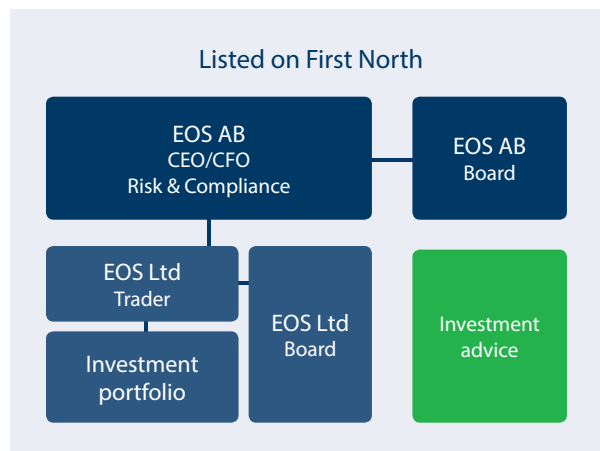 Listed on First North
EOS AB
CEO/CFO
Risk & Compliance
EOS AB
Board
EOS Ltd
Trader
Investment
portfolio
EOS Ltd
Board
Investment
advice